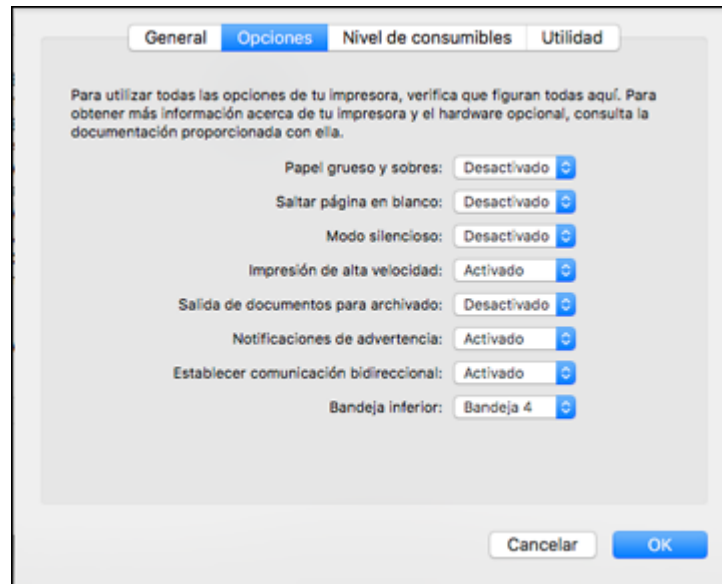 General Opciones Nivel de consumibles Utilidad
Para utilizar todas las opciones de tu impresora, verifica que figuran todas aquí. Para
obtener más información acerca de tu impresora y el hardware opcional, consulta la
documentación proporcionada con ella.
Papel grueso y sobres: Desactivado
Saltar página en blanco: Desactivado
Modo silencioso: Desactivado
Impresión de alta velocidad: Activado
Salida de documentos para archivado: Desactivado
Notificaciones de advertencia: Activado
Establecer comunicación bidireccional: Activado
Bandeja inferior: Bandeja 4
Cancelar OK